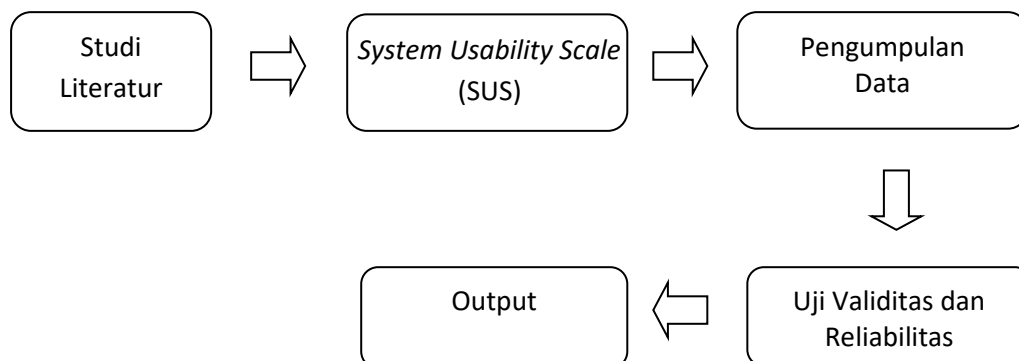 Studi
Literatur
System Usability Scale
(SUS)
Pengumpulan
Data
Uji Validitas dan
Reliabilitas
Output